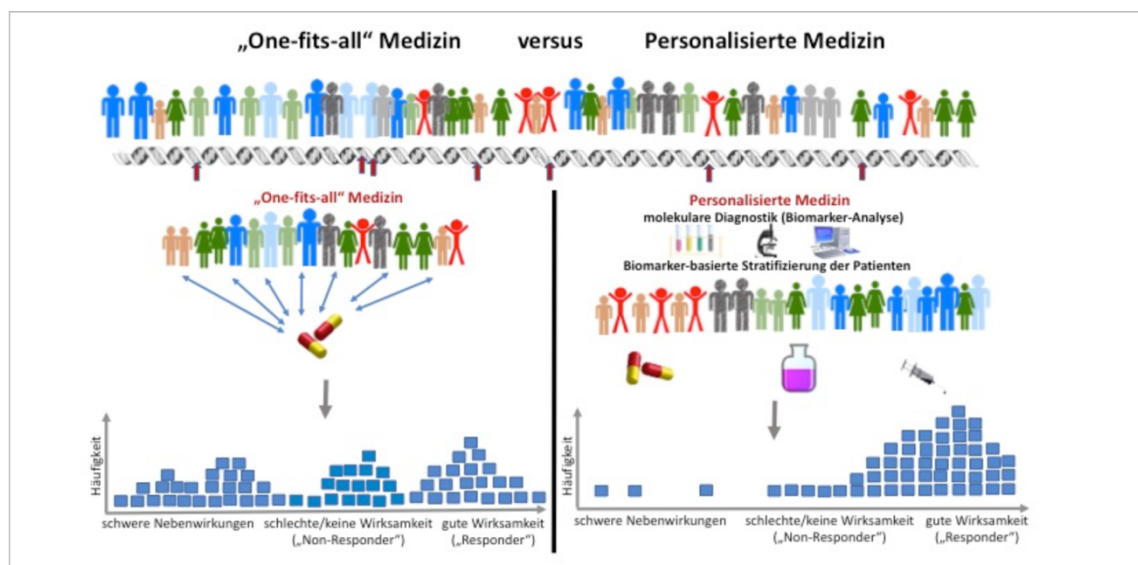 „One-fits-all“ Medizin versus Personalisierte Medizin
„One-fits-all“ Medizin
Personalisierte Medizin
molekulare Diagnostik (Biomarker-Analyse)
Biomarker-basierte Stratifizierung der Patienten
Häufigkeit
schwere Nebenwirkungen
schlechte/keine Wirksamkeit
(„Non-Responder“)
gute Wirksamkeit
(„Responder“)
Häufigkeit
schwere Nebenwirkungen
schlechte/keine Wirksamkeit
(„Non-Responder“)
gute Wirksamkeit
(„Responder“)